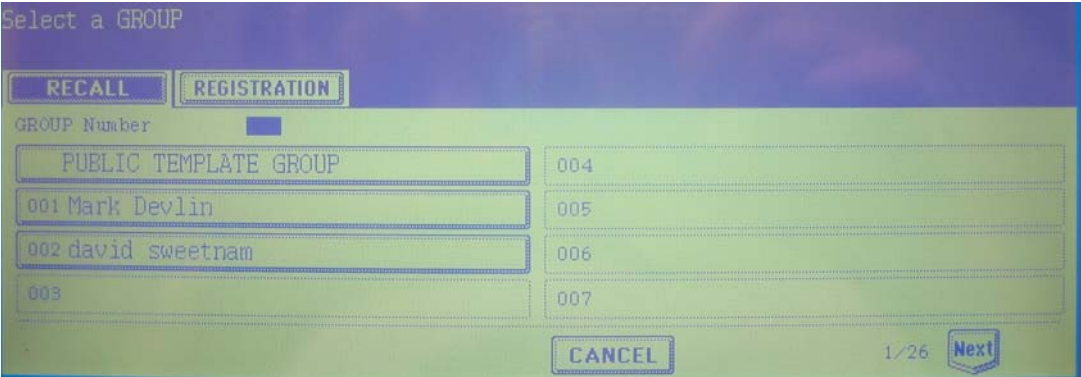 Select a GROUP
RECALL REGISTRATION
GROUP Number
PUBLIC TEMPLATE GROUP
001 Mark Devlin
002 david sweetnam
003
004
005
006
007
CANCEL
1/26 Next